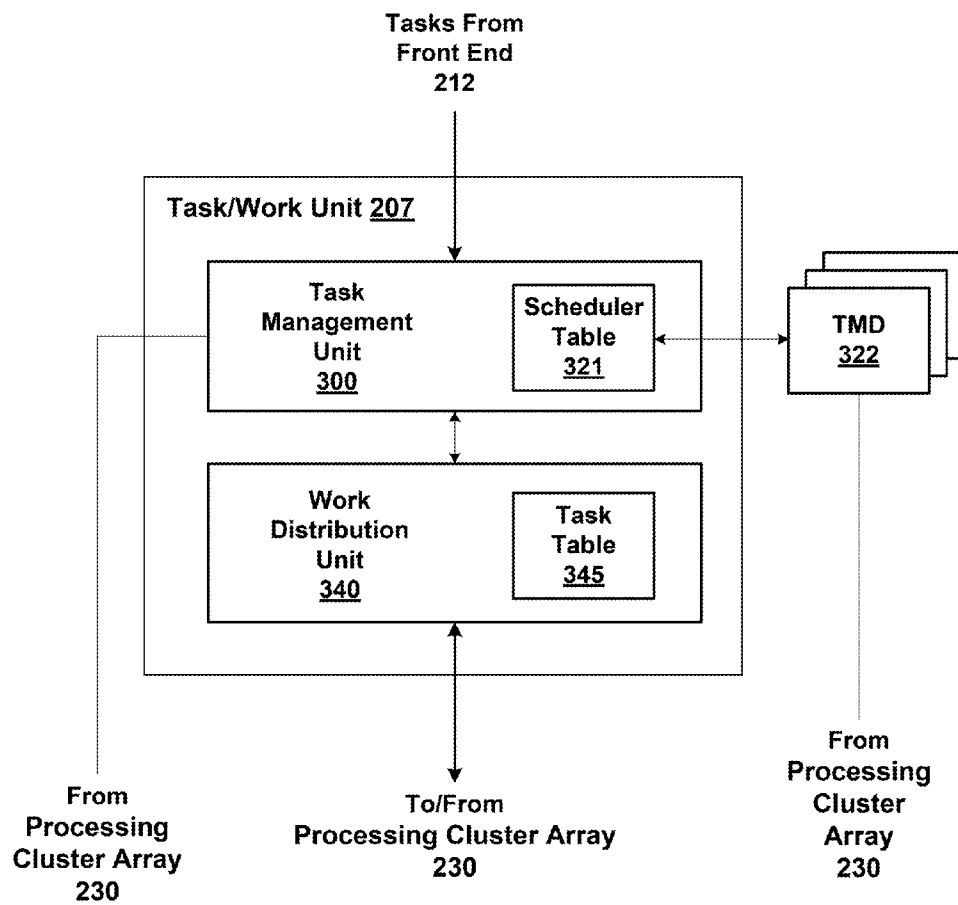 Tasks From
Front End
212
Task/Work Unit 207
Task
Management
Unit
300
Scheduler
Table
321
TMD
322
Work
Distribution
Unit
340
Task
Table
345
From
Processing
Cluster Array
230
To/From
Processing Cluster Array
230
From
Processing
Cluster
Array
230